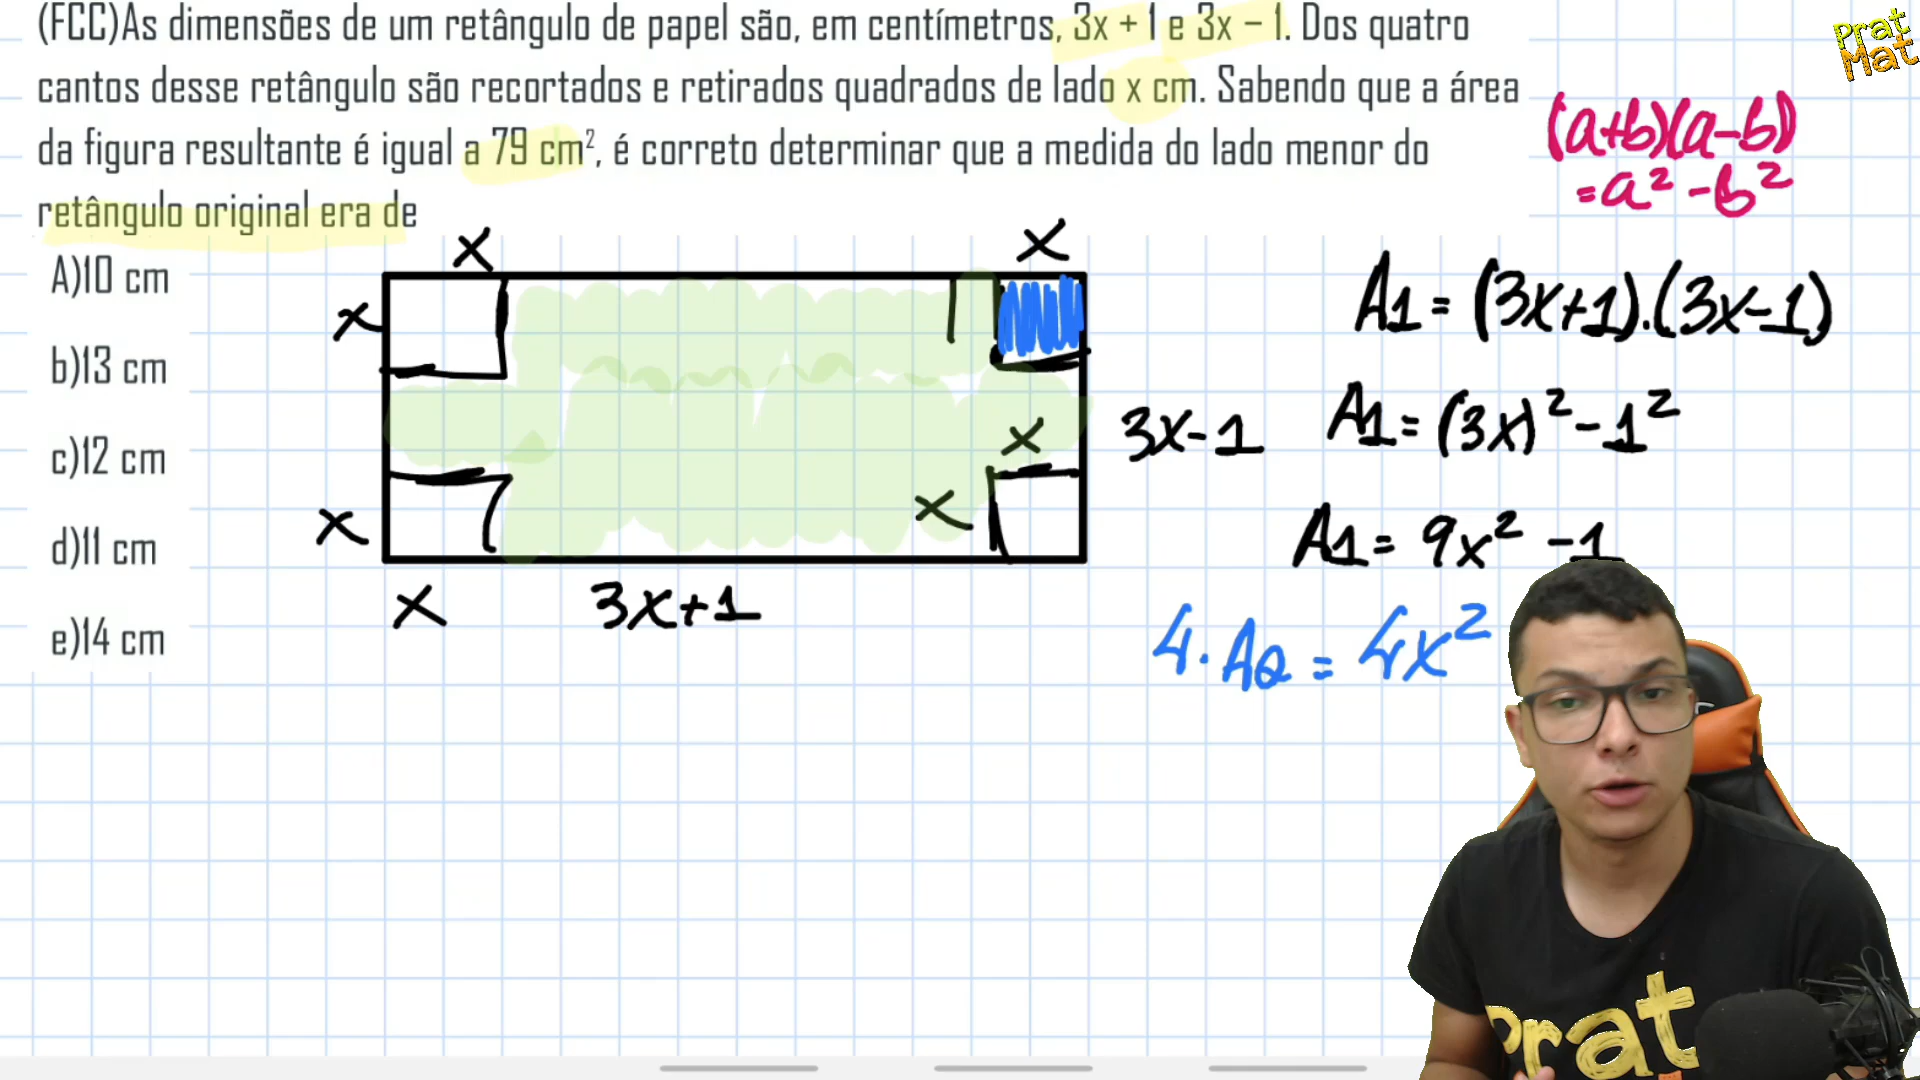 (FCC)As dimensões de um retângulo de papel são, em centímetros, 3x + 1 e 3x − 1. Dos quatro
cantos desse retângulo são recortados e retirados quadrados de lado x cm. Sabendo que a área
da figura resultante é igual a 79 cm², é correto determinar que a medida do lado menor do
retângulo original era de
A)10 cm
b)13 cm
c)12 cm
d)11 cm
e)14 cm
x
x
x
x
x
x
x
3x+1
3x-1
Prat
Mat
(a+b)(a-b)
=a²-b²
A1=(3x+1).(3x-1)
A1=(3x)²-1²
A1=9x²-1
4.AQ=4x²
Prat